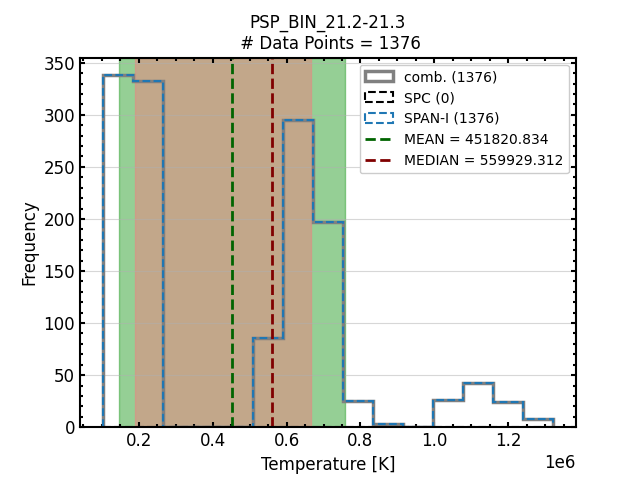 PSP_BIN_21.2-21.3
# Data Points = 1376
comb. (1376)
SPC (0)
SPAN-I (1376)
MEAN = 451820.834
MEDIAN = 559929.312
Frequency
350
300
250
200
150
100
50
0
0.2 0.4 0.6 0.8 1.0 1.2
1e6
Temperature [K]